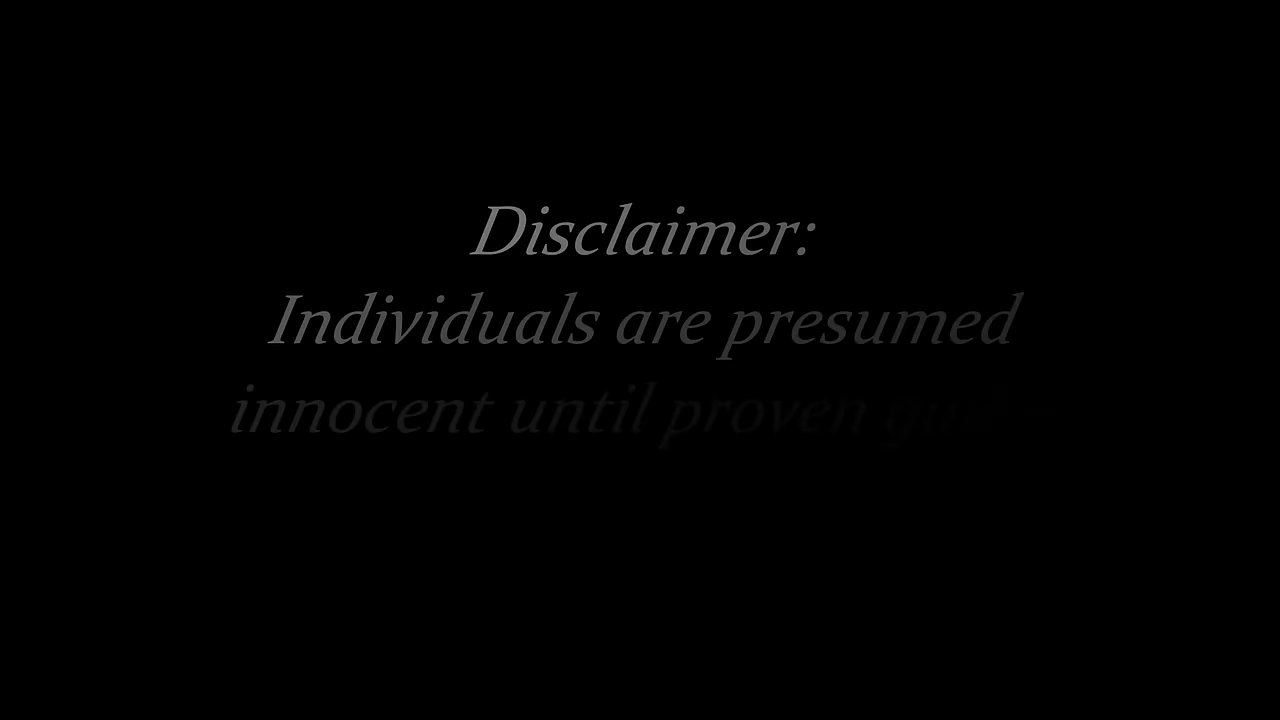 Disclaimer:
Individuals are presumed
innocent until proven